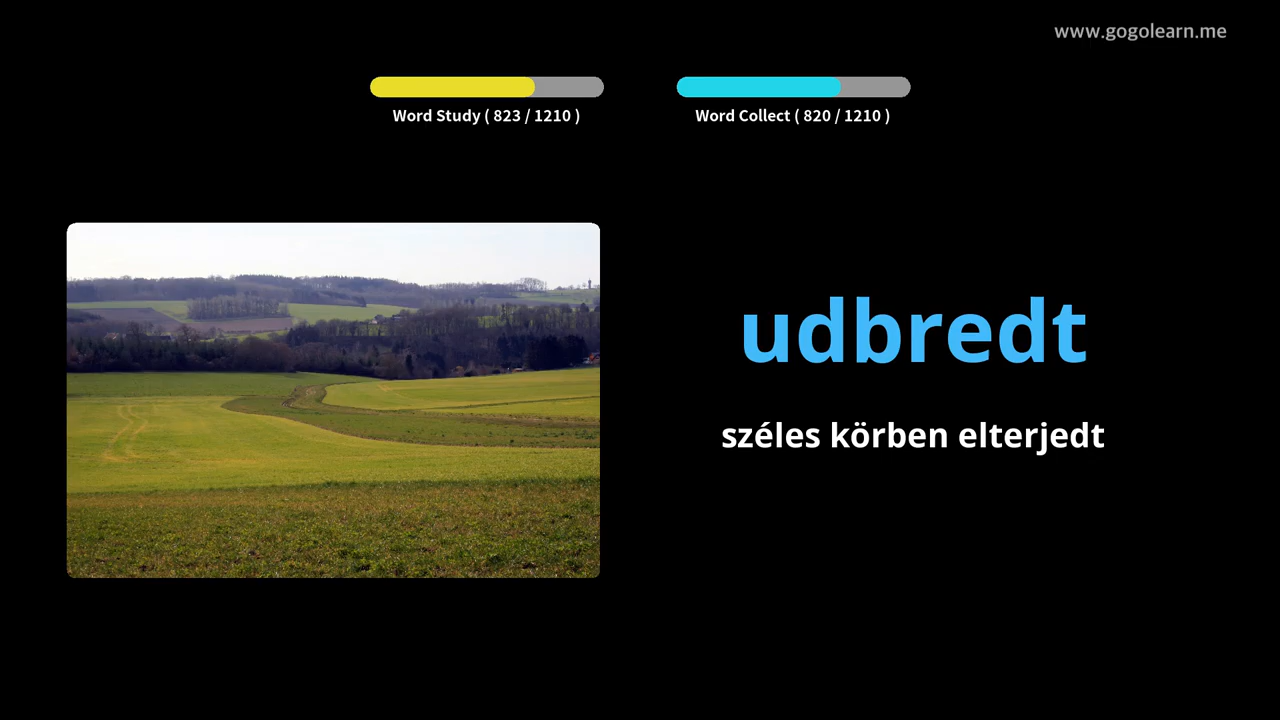 www.gogolearn.me
Word Study ( 823 / 1210 )
Word Collect ( 820 / 1210 )
udbredt
széles körben elterjedt